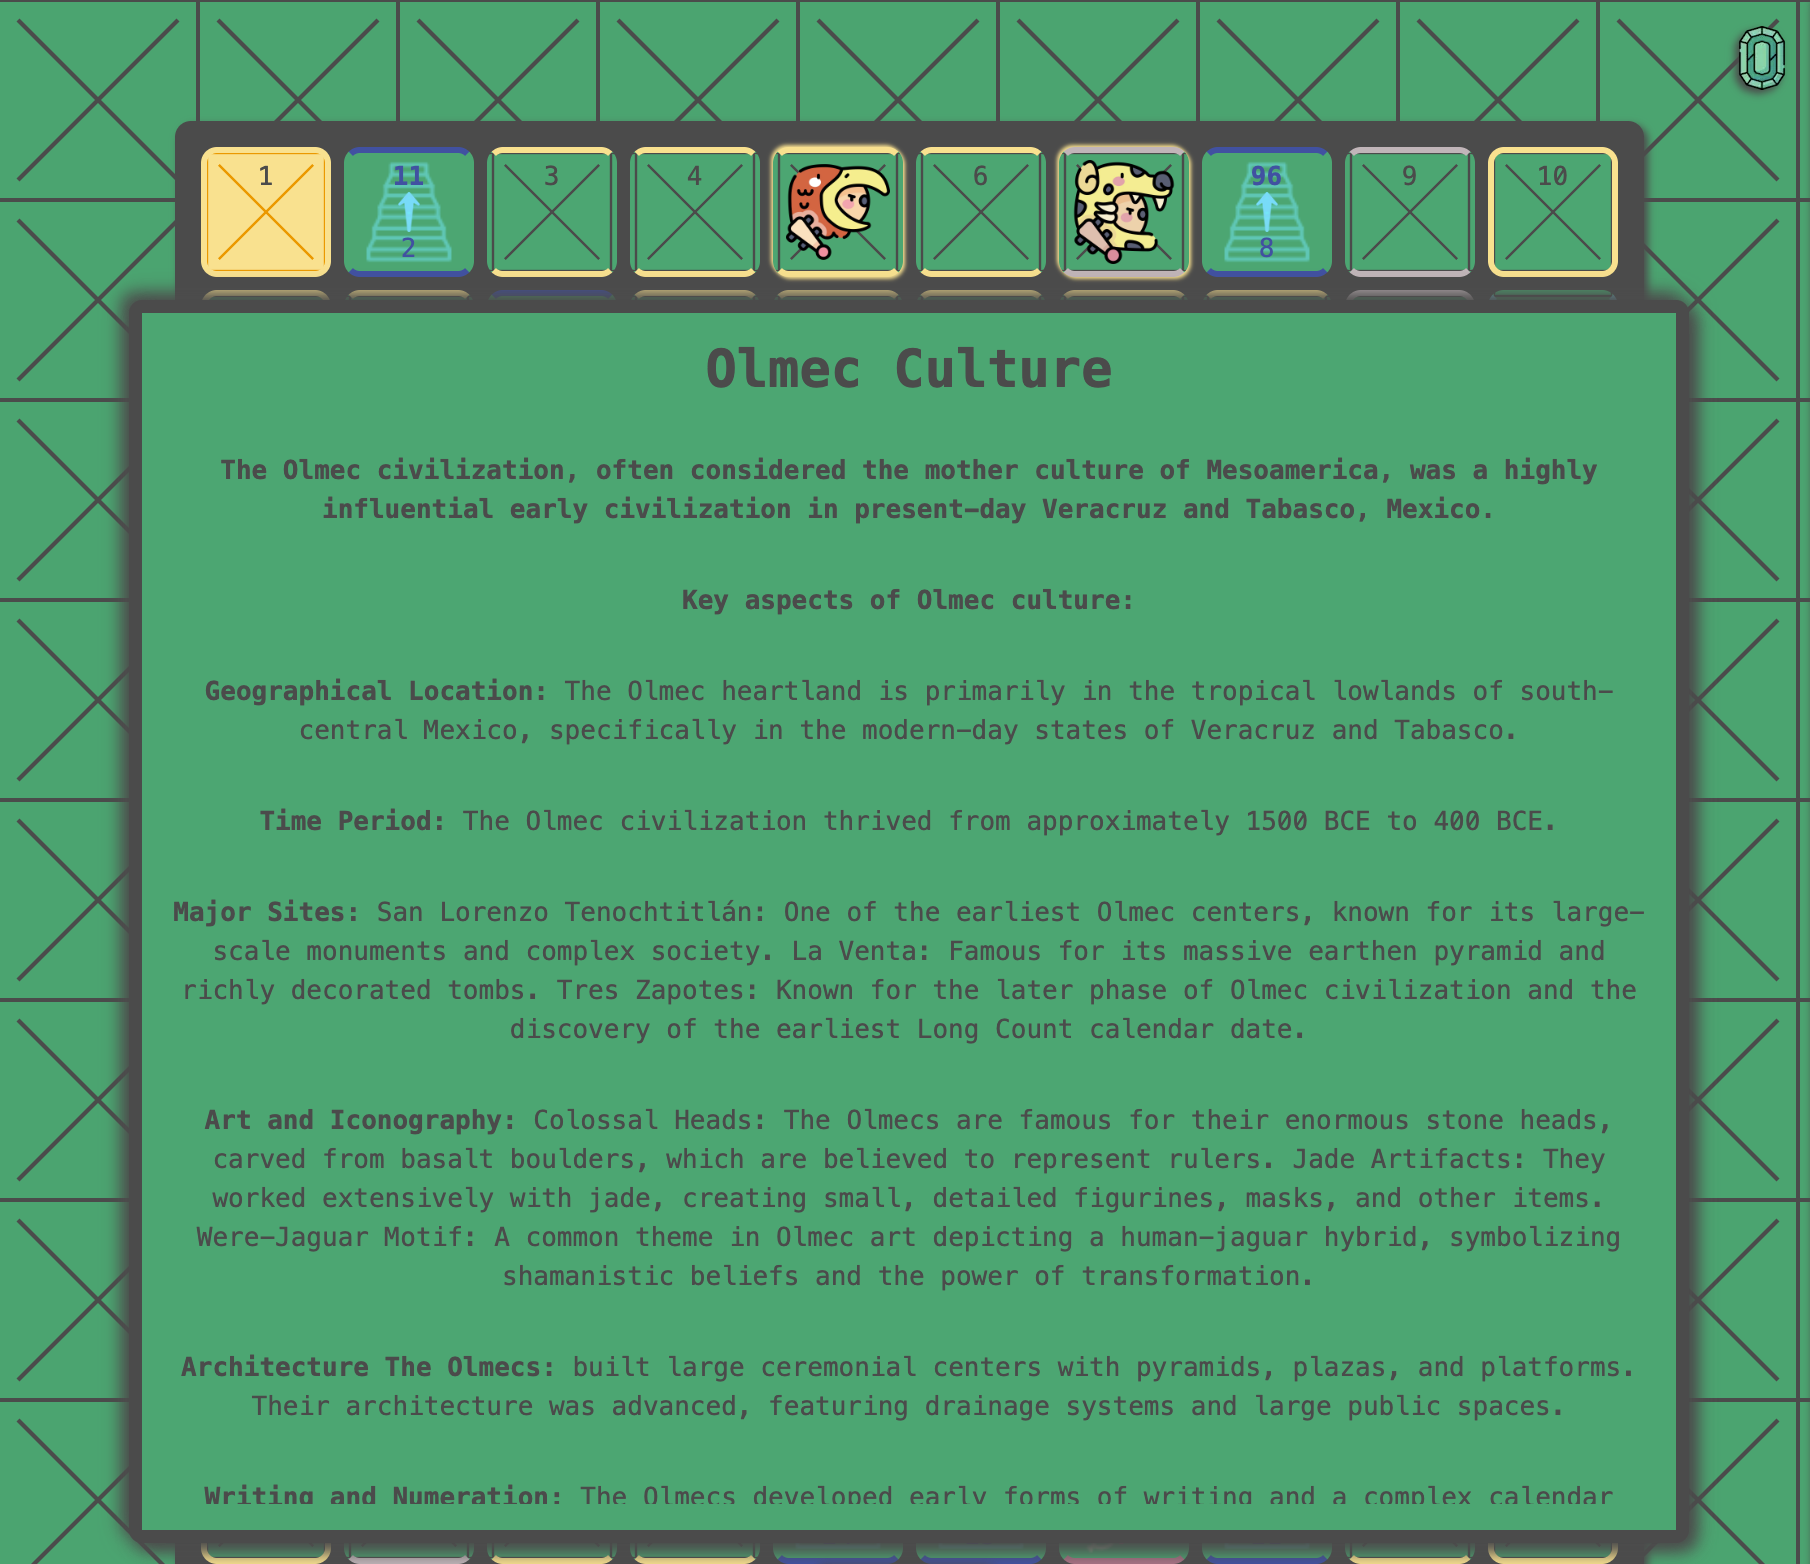 1
11
3
4
6
96
9
10
2
8
Olmec Culture
The Olmec civilization, often considered the mother culture of Mesoamerica, was a highly
influential early civilization in present-day Veracruz and Tabasco, Mexico.
Key aspects of Olmec culture:
Geographical Location: The Olmec heartland is primarily in the tropical lowlands of south-
central Mexico, specifically in the modern-day states of Veracruz and Tabasco.
Time Period: The Olmec civilization thrived from approximately 1500 BCE to 400 BCE.
Major Sites: San Lorenzo Tenochtitlán: One of the earliest Olmec centers, known for its large-
scale monuments and complex society. La Venta: Famous for its massive earthen pyramid and
richly decorated tombs. Tres Zapotes: Known for the later phase of Olmec civilization and the
discovery of the earliest Long Count calendar date.
Art and Iconography: Colossal Heads: The Olmecs are famous for their enormous stone heads,
carved from basalt boulders, which are believed to represent rulers. Jade Artifacts: They
worked extensively with jade, creating small, detailed figurines, masks, and other items.
Were-Jaguar Motif: A common theme in Olmec art depicting a human-jaguar hybrid, symbolizing
shamanistic beliefs and the power of transformation.
Architecture The Olmecs: built large ceremonial centers with pyramids, plazas, and platforms.
Their architecture was advanced, featuring drainage systems and large public spaces.
Writing and Numeration: The Olmecs developed early forms of writing and a complex calendar